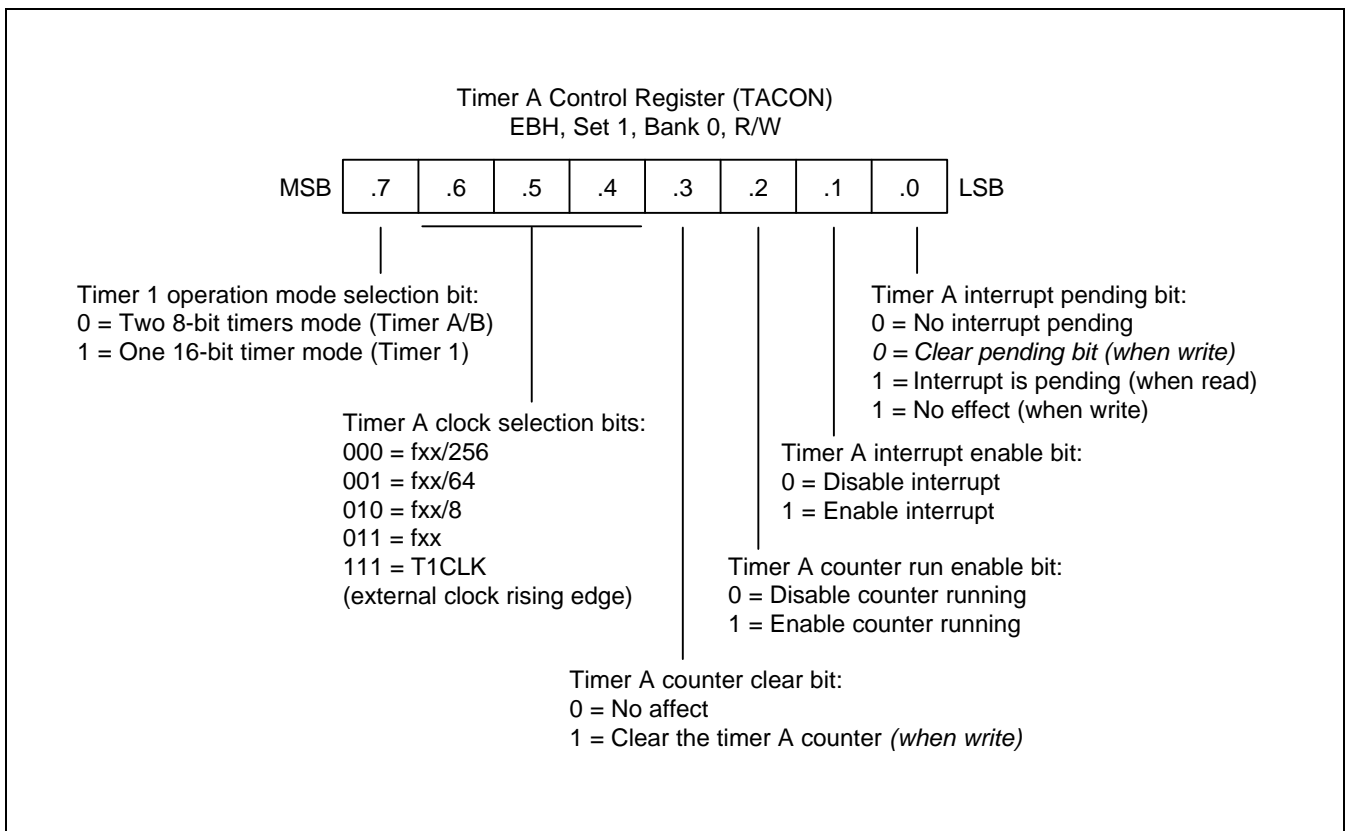 Timer A Control Register (TACON)
EBH, Set 1, Bank 0, R/W
MSB .7 .6 .5 .4 .3 .2 .1 .0 LSB
Timer 1 operation mode selection bit:
0 = Two 8-bit timers mode (Timer A/B)
1 = One 16-bit timer mode (Timer 1)
Timer A clock selection bits:
000 = fxx/256
001 = fxx/64
010 = fxx/8
011 = fxx
111 = T1CLK
(external clock rising edge)
Timer A counter clear bit:
0 = No affect
1 = Clear the timer A counter (when write)
Timer A counter run enable bit:
0 = Disable counter running
1 = Enable counter running
Timer A interrupt enable bit:
0 = Disable interrupt
1 = Enable interrupt
Timer A interrupt pending bit:
0 = No interrupt pending
0 = Clear pending bit (when write)
1 = Interrupt is pending (when read)
1 = No effect (when write)